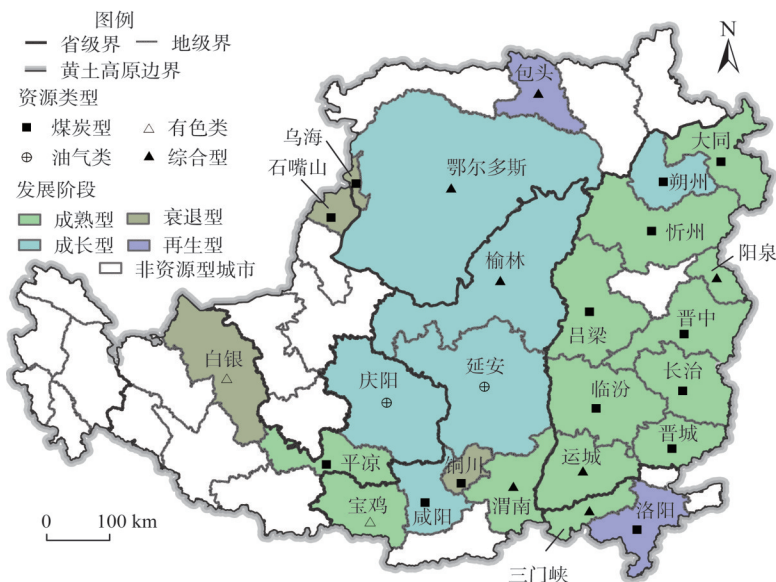 图例
省级界 地级界
黄土高原边界
资源类型
煤炭型 有色类
油气类 综合型
发展阶段
成熟型 衰退型
成长型 再生型
非资源型城市
N
包头
乌海
石嘴山
鄂尔多斯
大同
朔州
忻州
阳泉
榆林
吕梁
晋中
白银
庆阳
延安
临汾
长治
晋城
平凉
铜川
运城
宝鸡
咸阳
渭南
洛阳
三门峡
0 100 km